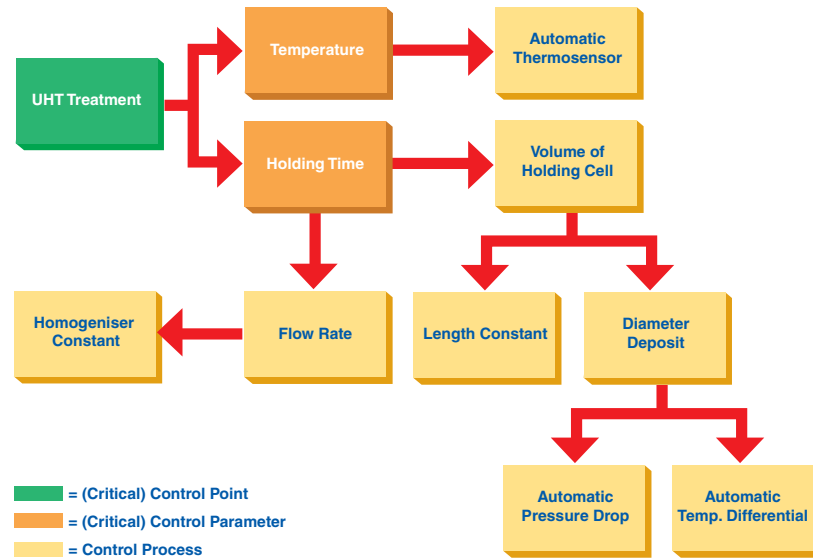 UHT Treatment
Temperature
Automatic
Thermosensor
Holding Time
Volume of
Holding Cell
Homogeniser
Constant
Flow Rate
Length Constant
Diameter
Deposit
Automatic
Pressure Drop
Automatic
Temp. Differential
= (Critical) Control Point
= (Critical) Control Parameter
= Control Process